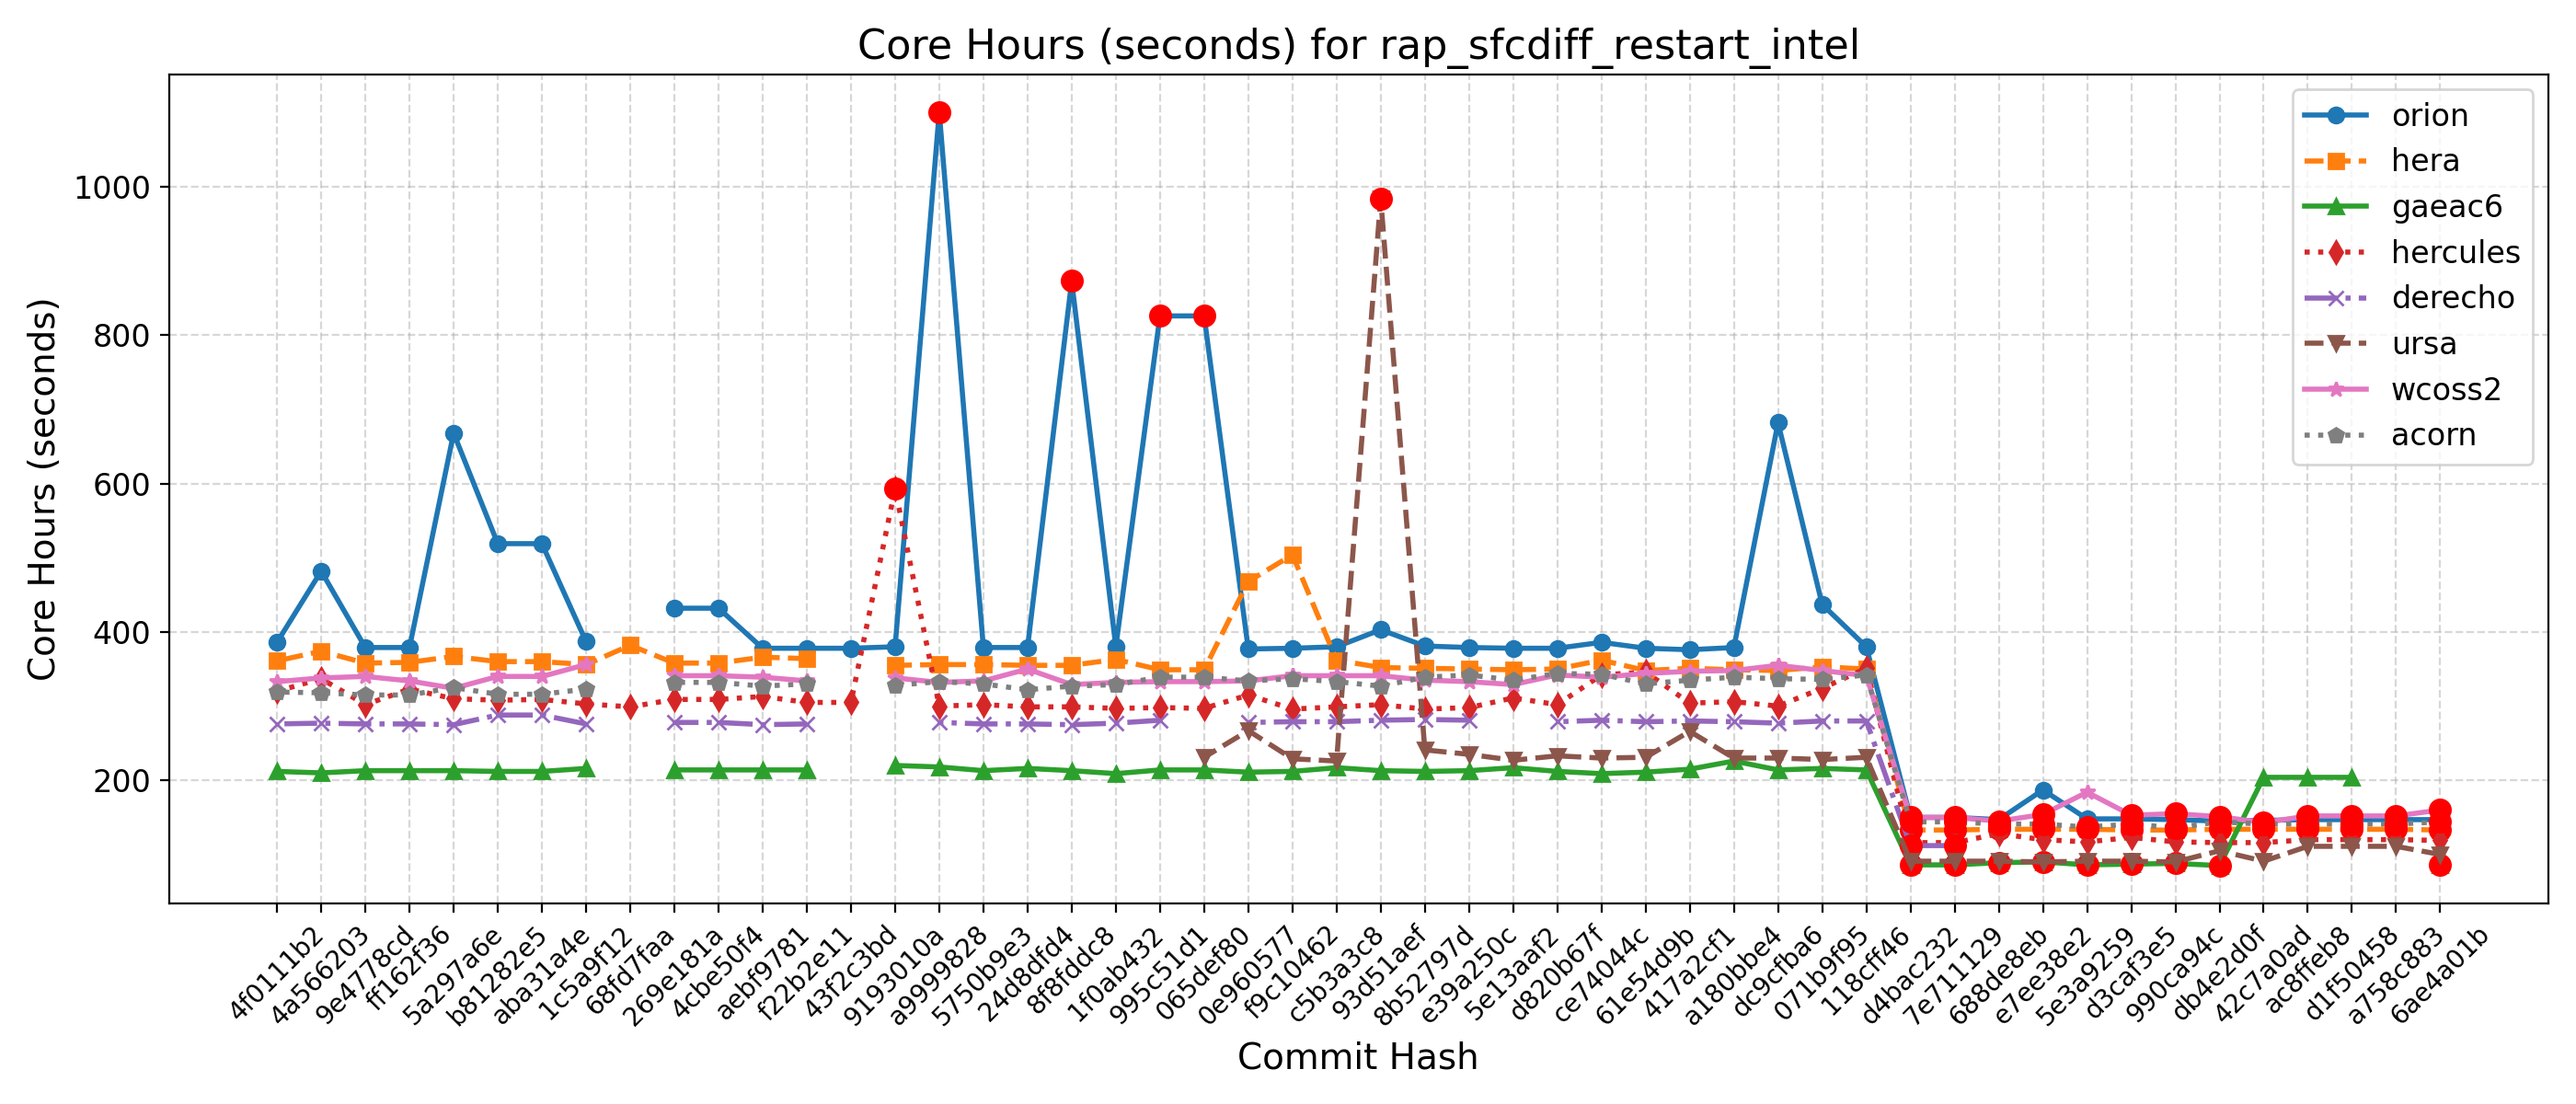 Core Hours (seconds) for rap_sfcdiff_restart_intel
Core Hours (seconds)
1000
800
600
400
200
orion
hera
gaeac6
hercules
derecho
ursa
wcoss2
acorn
4f0111b2
4a566203
9e4778cd
ff162f36
5a297a6e
b81282e5
aba31a4e
1c5a9f12
68fd7faa
269e181a
4cbe50f4
aebf9781
f22b2e11
43f2c3bd
9193010a
a9999828
5750b9e3
24d8dfd4
8f8fddc8
1f0ab432
995c51d1
065def80
0e960577
f9c10462
c5b3a3c8
93d51aef
8b52797d
e39a250c
5e13aaf2
d820b67f
ce74044c
61e54d9b
417a2cf1
a180bbe4
dc9cfba6
071b9f95
118cff46
d4bac232
7e711129
688de8eb
e7ee38e2
5e3a9259
d3caf3e5
990ca94c
db4e2d0f
42c7a0ad
ac8ffeb8
d1f50458
a758c883
6ae4a01b
Commit Hash